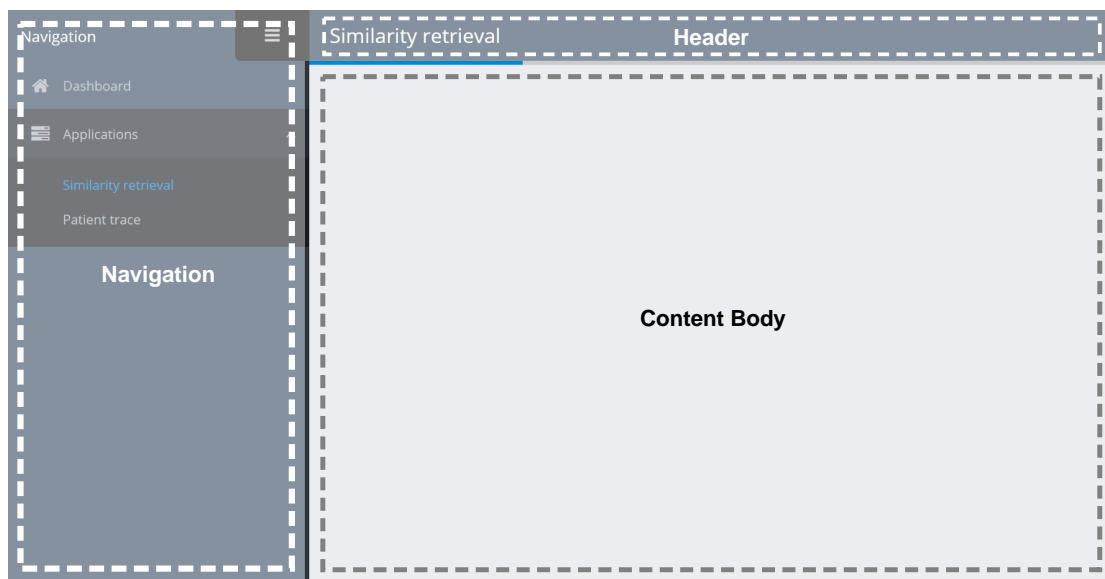 Navigation
Dashboard
Applications
Similarity retrieval
Patient trace
Navigation
Similarity retrieval
Header
Content Body